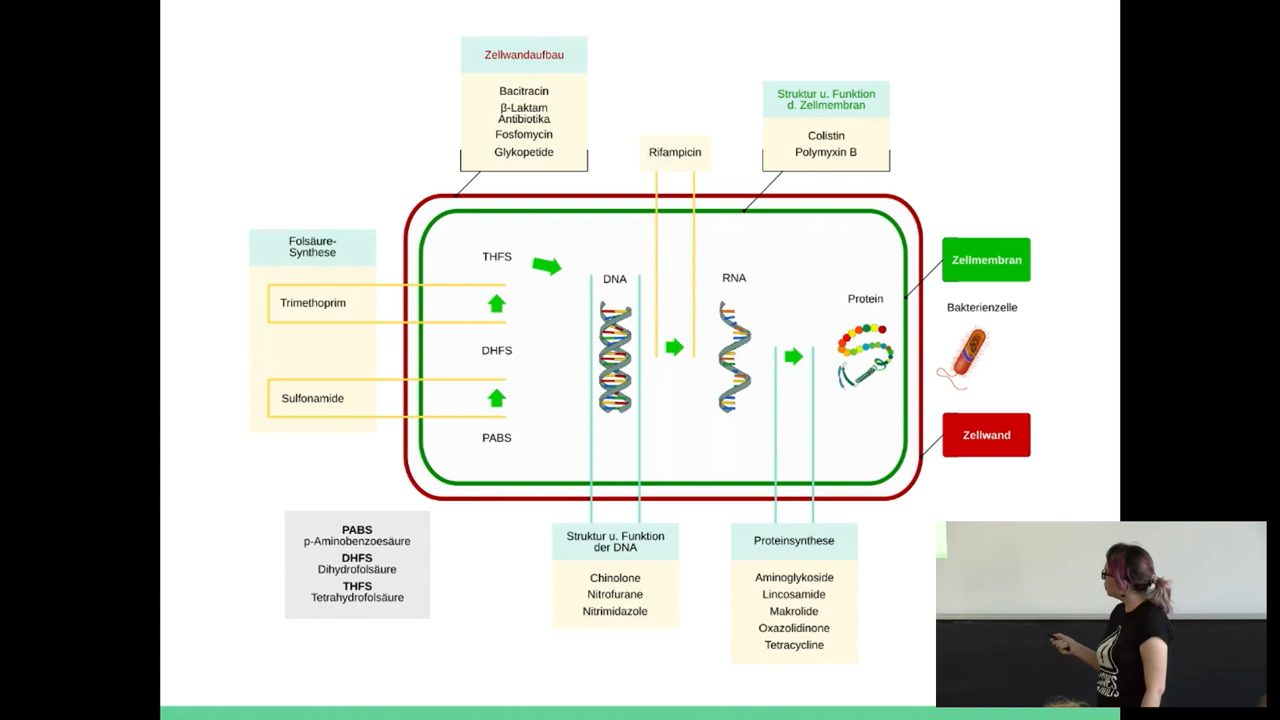 Zellwandaufbau
Bacitracin
β-Laktam
Antibiotika
Fosfomycin
Glykopetide
Struktur u. Funktion
d. Zellmembran
Colistin
Polymyxin B
Rifampicin
Folsäure-
Synthese
Trimethoprim
Sulfonamide
THFS
DHFS
PABS
DNA
RNA
Protein
Zellmembran
Bakterienzelle
Zellwand
PABS
p-Aminobenzoesäure
DHFS
Dihydrofolsäure
THFS
Tetrahydrofolsäure
Struktur u. Funktion
der DNA
Chinolone
Nitrofurane
Nitrimidazole
Proteinsynthese
Aminoglykoside
Lincosamide
Makrolide
Oxazolidinone
Tetracycline